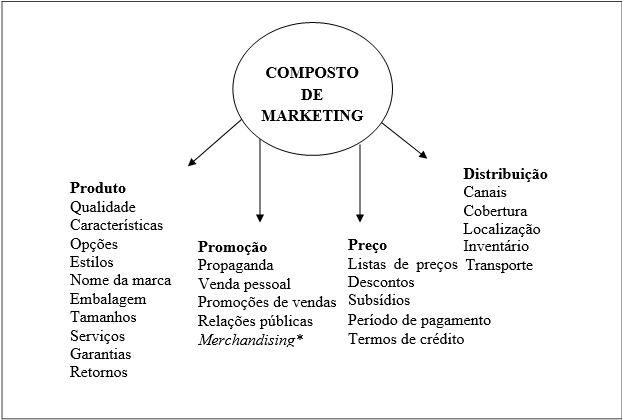 COMPOSTO
DE
MARKETING
Produto
Qualidade
Características
Opções
Estilos
Nome da marca
Embalagem
Tamanhos
Serviços
Garantias
Retornos
Promoção
Propaganda
Venda pessoal
Promoções de vendas
Relações públicas
Merchandising*
Preço
Listas de preços
Descontos
Subsídios
Período de pagamento
Termos de crédito
Distribuição
Canais
Cobertura
Localização
Inventário
Transporte